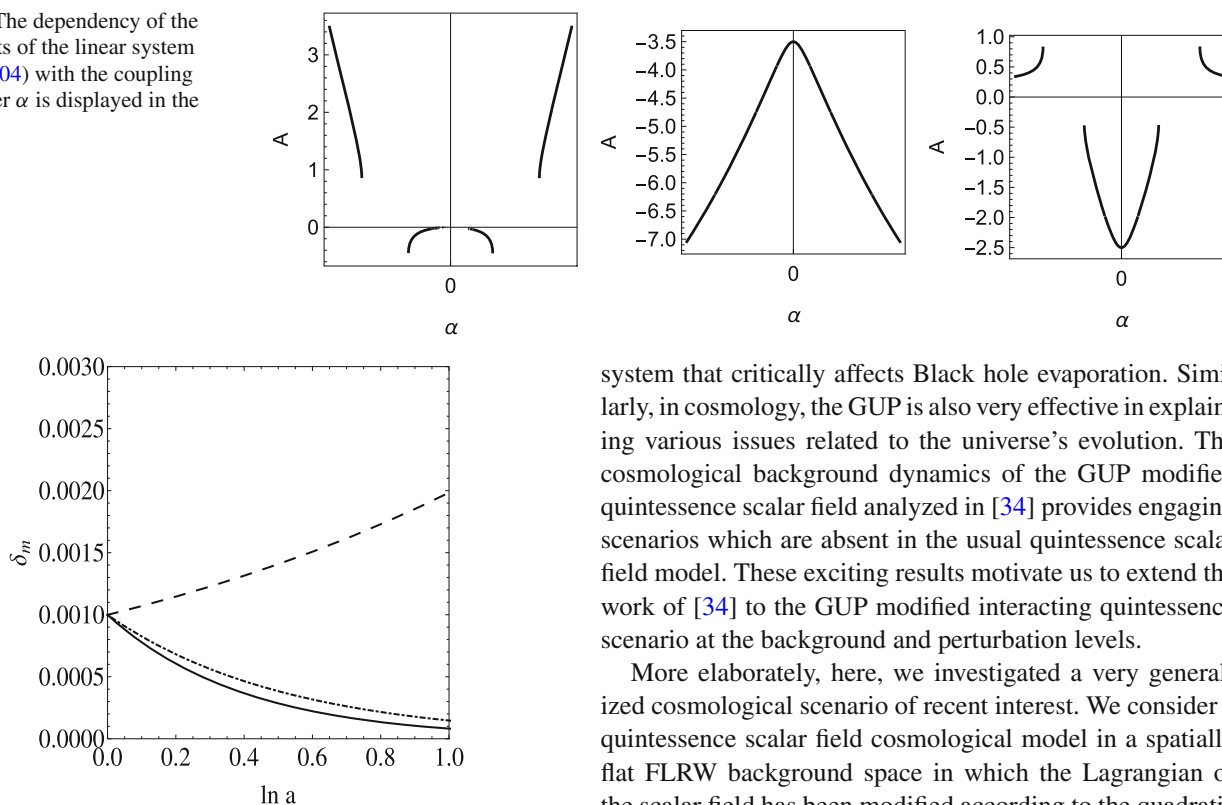 The dependency of the
of the linear system
with the coupling
α is displayed in the
A
3
2
1
0
0
α
A
−3.5
−4.0
−4.5
−5.0
−5.5
−6.0
−6.5
−7.0
0
α
A
1.0
0.5
0.0
−0.5
−1.0
−1.5
−2.0
−2.5
0
α
δm
0.0030
0.0025
0.0020
0.0015
0.0010
0.0005
0.0000
0.0 0.2 0.4 0.6 0.8 1.0
ln a
system that critically affects Black hole evaporation. Simi
larly, in cosmology, the GUP is also very effective in explain
ing various issues related to the universe's evolution. Th
cosmological background dynamics of the GUP modifie
quintessence scalar field analyzed in [34] provides engagin
scenarios which are absent in the usual quintessence scala
field model. These exciting results motivate us to extend th
work of [34] to the GUP modified interacting quintessenc
scenario at the background and perturbation levels.
More elaborately, here, we investigated a very general
ized cosmological scenario of recent interest. We consider
quintessence scalar field cosmological model in a spatiall
flat FLRW background space in which the Lagrangian o
the scalar field has been modified according to the quadrati